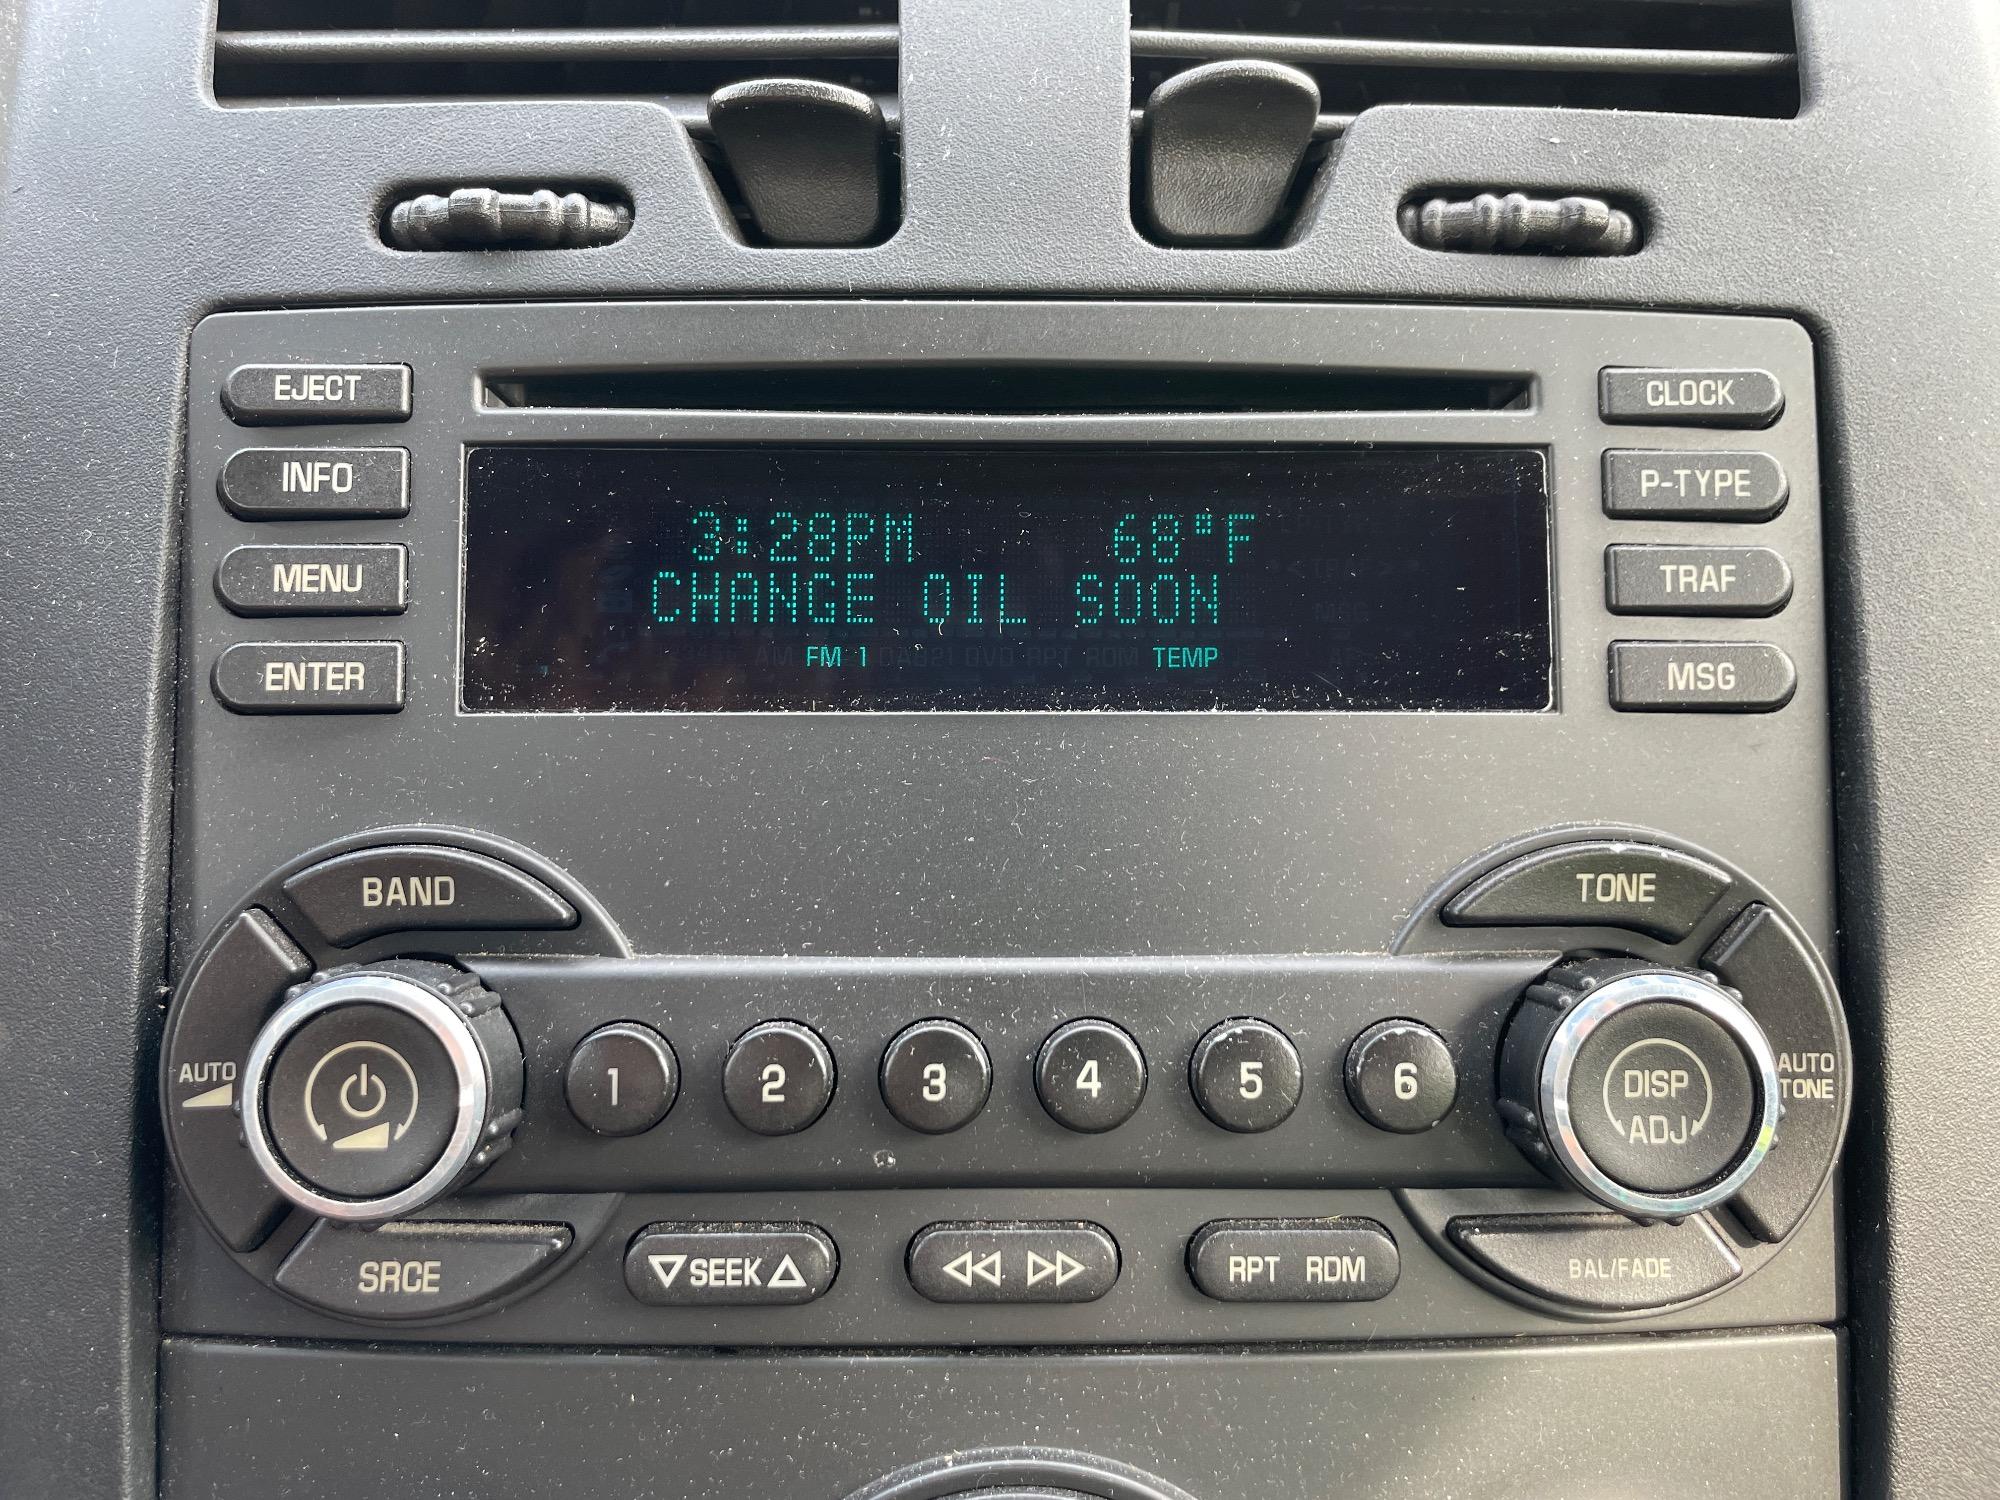 EJECT
CLOCK
INFO
P-TYPE
MENU
TRAF
ENTER
MSG
3:28PM 68°F
CHANGE OIL SOON
FM 1 TEMP
BAND
TONE
AUTO
1 2 3 4 5 6
DISP
ADJ
AUTO
TONE
SRCE
SEEK
RPT RDM
BAL/FADE